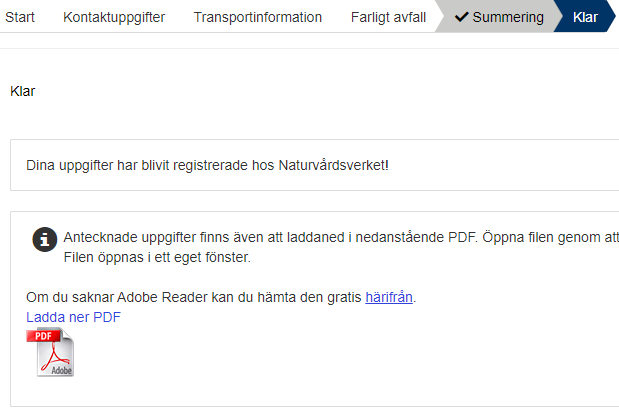 Start Kontaktuppgifter Transportinformation Farligt avfall Summering Klar
Klar
Dina uppgifter har blivit registrerade hos Naturvårdsverket!
Antecknade uppgifter finns även att laddaned i nedanstående PDF. Öppna filen genom att
Filen öppnas i ett eget fönster.
Om du saknar Adobe Reader kan du hämta den gratis härifrån.
Ladda ner PDF
PDF
Adobe